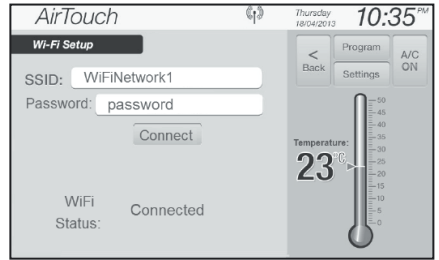 AirTouch
Thursday
18/04/2013
10:35PM
Wi-Fi Setup
SSID: WiFiNetwork1
Password: password
Connect
WiFi
Status:
Connected
<
Back
Program
Settings
A/C
ON
Temperature:
23°C
50
45
40
35
30
25
20
15
10
5
0